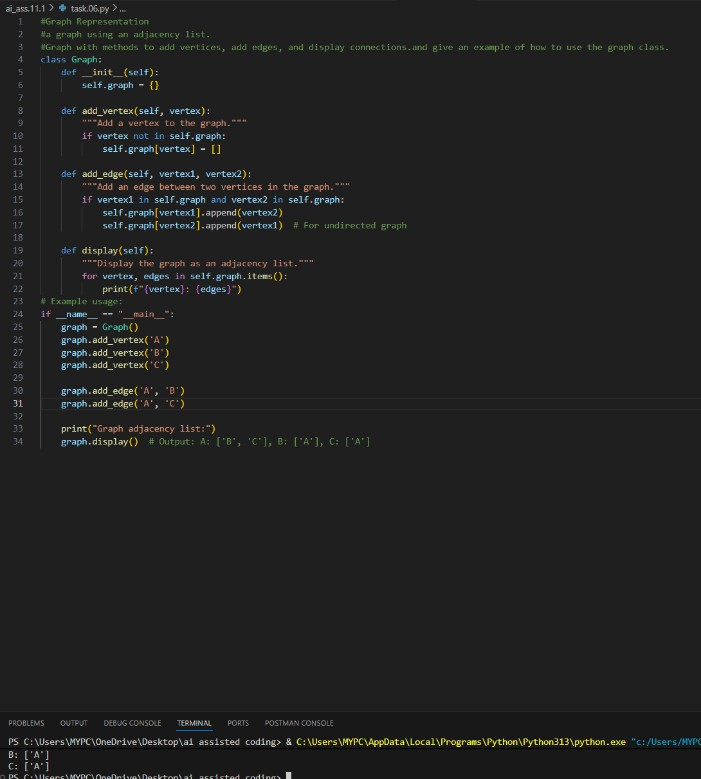 ai_ass.11.1 > task.06.py > ...
1 #Graph Representation
2 #a graph using an adjacency list.
3 #Graph with methods to add vertices, add edges, and display connections.and give an example of how to use the graph class.
4 class Graph:
5     def __init__(self):
6         self.graph = {}
7
8     def add_vertex(self, vertex):
9         """Add a vertex to the graph."""
10         if vertex not in self.graph:
11             self.graph[vertex] = []
12
13     def add_edge(self, vertex1, vertex2):
14         """Add an edge between two vertices in the graph."""
15         if vertex1 in self.graph and vertex2 in self.graph:
16             self.graph[vertex1].append(vertex2)
17             self.graph[vertex2].append(vertex1)  # For undirected graph
18
19     def display(self):
20         """Display the graph as an adjacency list."""
21         for vertex, edges in self.graph.items():
22             print(f"{vertex}: {edges}")
23 # Example usage:
24 if __name__ == "__main__":
25     graph = Graph()
26     graph.add_vertex('A')
27     graph.add_vertex('B')
28     graph.add_vertex('C')
29
30     graph.add_edge('A', 'B')
31     graph.add_edge('A', 'C')
32
33     print("Graph adjacency list:")
34     graph.display()  # Output: A: ['B', 'C'], B: ['A'], C: ['A']
PROBLEMS OUTPUT DEBUG CONSOLE TERMINAL PORTS POSTMAN CONSOLE
PS C:\Users\MYPC\OneDrive\Desktop\ai assisted coding> & C:\Users\MYPC\AppData\Local\Programs\Python\Python313\python.exe "c:/Users/MYPC
B: ['A']
C: ['A']
PS C:\Users\MYPC\OneDrive\Desktop\ai assisted coding>